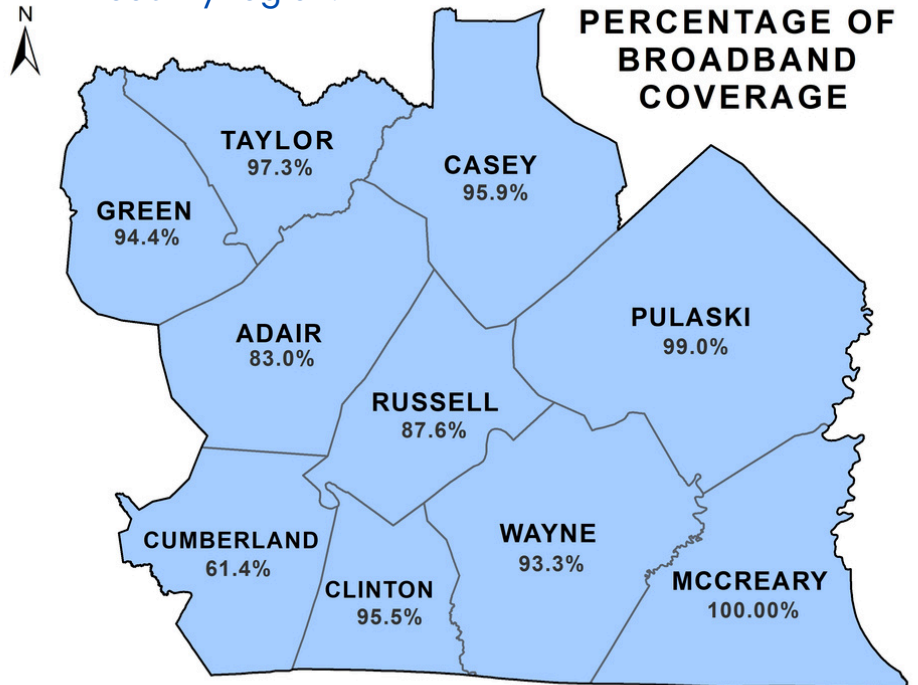 N
PERCENTAGE OF
BROADBAND
COVERAGE
TAYLOR
97.3%
CASEY
95.9%
GREEN
94.4%
PULASKI
99.0%
ADAIR
83.0%
RUSSELL
87.6%
WAYNE
93.3%
CUMBERLAND
61.4%
CLINTON
95.5%
MCCREARY
100.00%